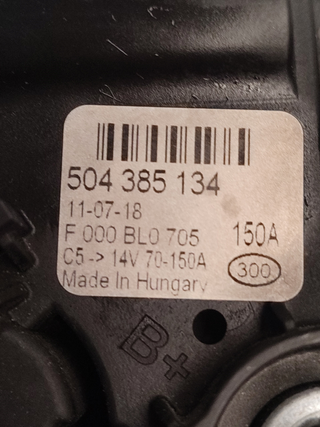 504 385 134
11-07-18
F 000 BL0 705 150A
C5-> 14V 70-150A 300
Made In Hungary
B+